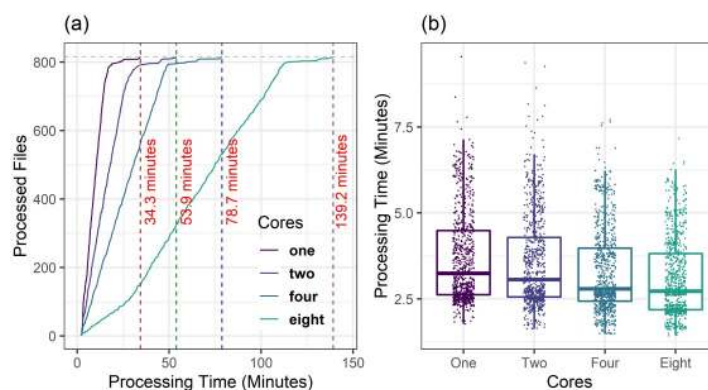 (a)
Processed Files
800
600
400
200
0
34.3 minutes
53.9 minutes
78.7 minutes
139.2 minutes
Cores
one
two
four
eight
0 50 100 150
Processing Time (Minutes)
(b)
Processing Time (Minutes)
7.5
5.0
2.5
One Two Four Eight
Cores